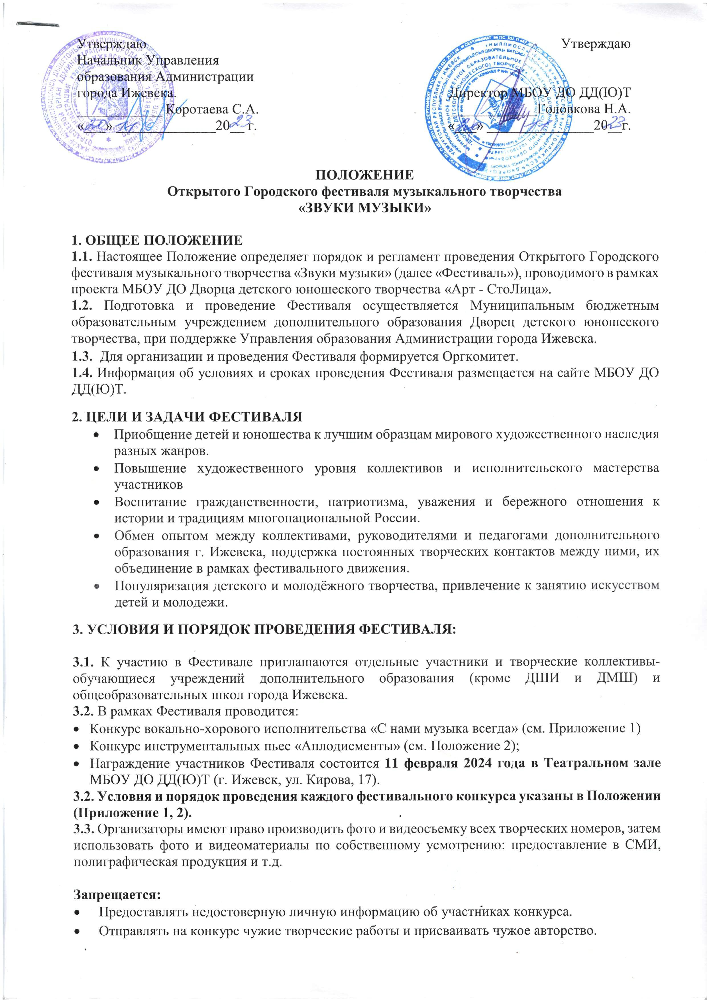 Утверждаю
Начальник Управления
образования Администрации
города Ижевска.
____________ Коротаева С.А.
«20» ______________2023 г.
Утверждаю
Директор МБОУ ДО ДД(Ю)Т
____________ Головкова Н.А.
«___» _______________2023г.
ПОЛОЖЕНИЕ
Открытого Городского фестиваля музыкального творчества
«ЗВУКИ МУЗЫКИ»
1. ОБЩЕЕ ПОЛОЖЕНИЕ
1.1. Настоящее Положение определяет порядок и регламент проведения Открытого Городского
фестиваля музыкального творчества «Звуки музыки» (далее «Фестиваль»), проводимого в рамках
проекта МБОУ ДО Дворца детского юношеского творчества «Арт - СтоЛица».
1.2. Подготовка и проведение Фестиваля осуществляется Муниципальным бюджетным
образовательным учреждением дополнительного образования Дворец детского юношеского
творчества, при поддержке Управления образования Администрации города Ижевска.
1.3. Для организации и проведения Фестиваля формируется Оргкомитет.
1.4. Информация об условиях и сроках проведения Фестиваля размещается на сайте МБОУ ДО
ДД(Ю)Т.
2. ЦЕЛИ И ЗАДАЧИ ФЕСТИВАЛЯ
• Приобщение детей и юношества к лучшим образцам мирового художественного наследия
разных жанров.
• Повышение художественного уровня коллективов и исполнительского мастерства
участников
• Воспитание гражданственности, патриотизма, уважения и бережного отношения к
истории и традициям многонациональной России.
• Обмен опытом между коллективами, руководителями и педагогами дополнительного
образования г. Ижевска, поддержка постоянных творческих контактов между ними, их
объединение в рамках фестивального движения.
• Популяризация детского и молодёжного творчества, привлечение к занятию искусством
детей и молодежи.
3. УСЛОВИЯ И ПОРЯДОК ПРОВЕДЕНИЯ ФЕСТИВАЛЯ:
3.1. К участию в Фестивале приглашаются отдельные участники и творческие коллективы-
обучающиеся учреждений дополнительного образования (кроме ДШИ и ДМШ) и
общеобразовательных школ города Ижевска.
3.2. В рамках Фестиваля проводится:
• Конкурс вокально-хорового исполнительства «С нами музыка всегда» (см. Приложение 1)
• Конкурс инструментальных пьес «Аплодисменты» (см. Положение 2);
• Награждение участников Фестиваля состоится 11 февраля 2024 года в Театральном зале
МБОУ ДО ДД(Ю)Т (г. Ижевск, ул. Кирова, 17).
3.2. Условия и порядок проведения каждого фестивального конкурса указаны в Положении
(Приложение 1, 2).
3.3. Организаторы имеют право производить фото и видеосъемку всех творческих номеров, затем
использовать фото и видеоматериалы по собственному усмотрению: предоставление в СМИ,
полиграфическая продукция и т.д.
Запрещается:
• Предоставлять недостоверную личную информацию об участниках конкурса.
• Отправлять на конкурс чужие творческие работы и присваивать чужое авторство.